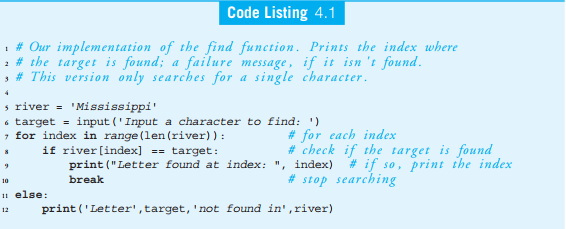 Code Listing 4.1
1 # Our implementation of the find function. Prints the index where
2 # the target is found; a failure message, if it isn't found.
3 # This version only searches for a single character.
4
5 river = 'Mississippi'
6 target = input('Input a character to find: ')
7 for index in range(len(river)): # for each index
8 if river[index] == target: # check if the target is found
9 print("Letter found at index: ", index) # if so, print the index
10 break # stop searching
11 else:
12 print('Letter',target,'not found in',river)